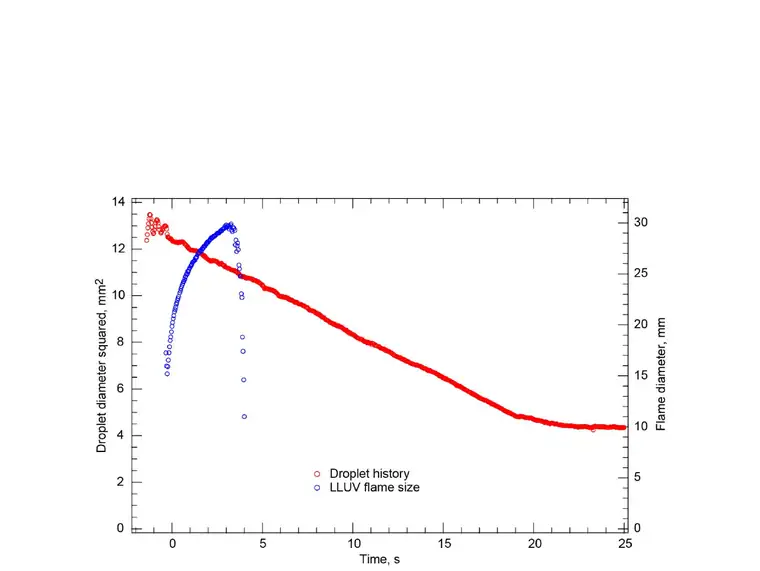 14
12
10
8
6
4
2
0
Droplet diameter squared, mm2
30
25
20
15
10
5
0
Flame diameter, mm
Droplet history
LLUV flame size
0 5 10 15 20 25
Time, s